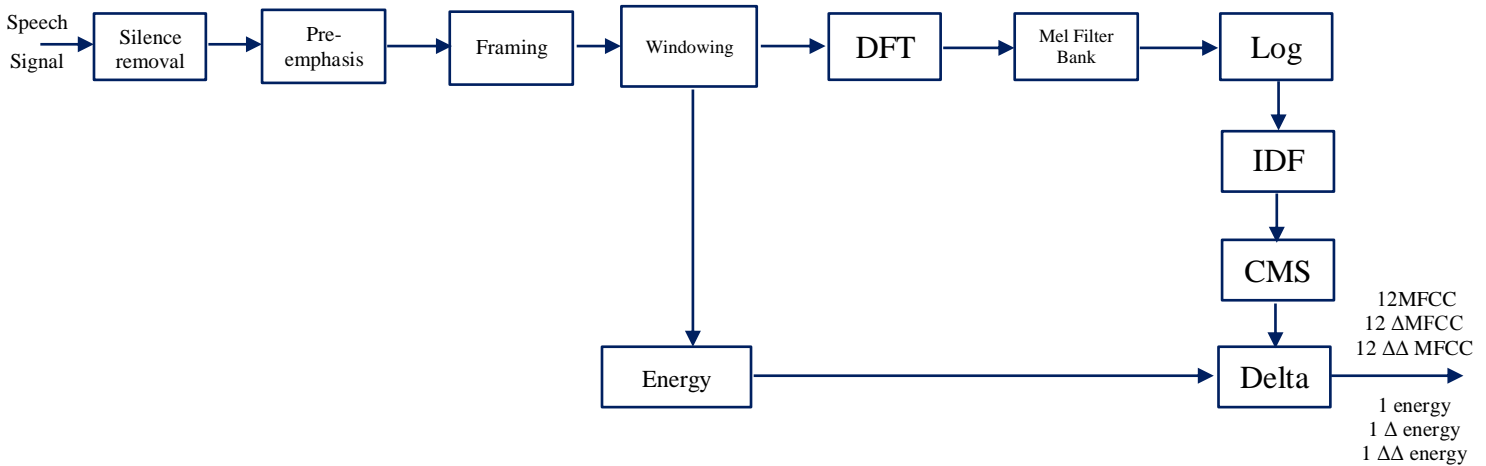 Speech
Signal
Silence
removal
Pre-
emphasis
Framing
Windowing
DFT
Mel Filter
Bank
Log
IDF
CMS
Energy
Delta
12MFCC
12 ΔMFCC
12 ΔΔ MFCC
1 energy
1 Δ energy
1 ΔΔ energy